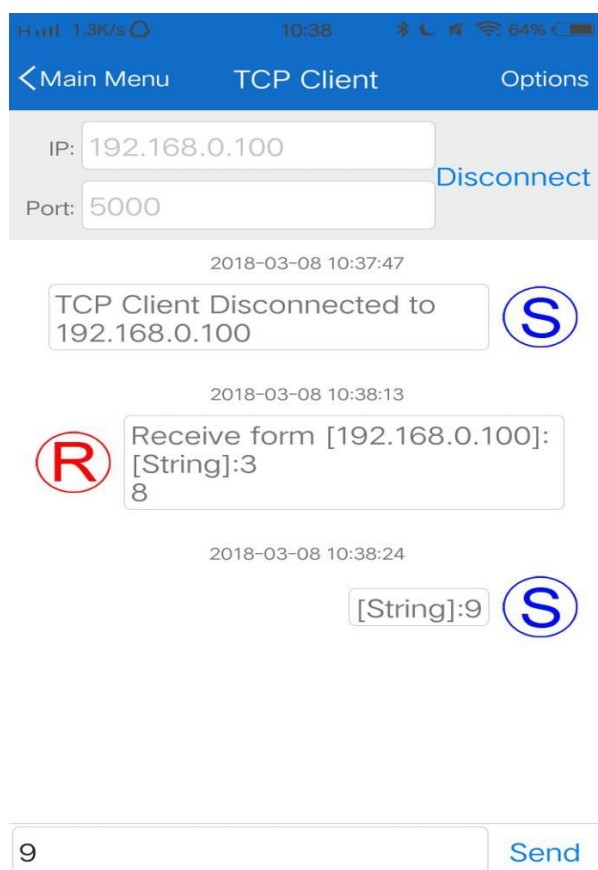 H 1.3K/s 10:38 64%
Main Menu TCP Client Options
IP: 192.168.0.100
Disconnect
Port: 5000
2018-03-08 10:37:47
TCP Client Disconnected to
192.168.0.100
S
2018-03-08 10:38:13
R
Receive form [192.168.0.100]:
[String]:3
8
2018-03-08 10:38:24
[String]:9
S
9 Send